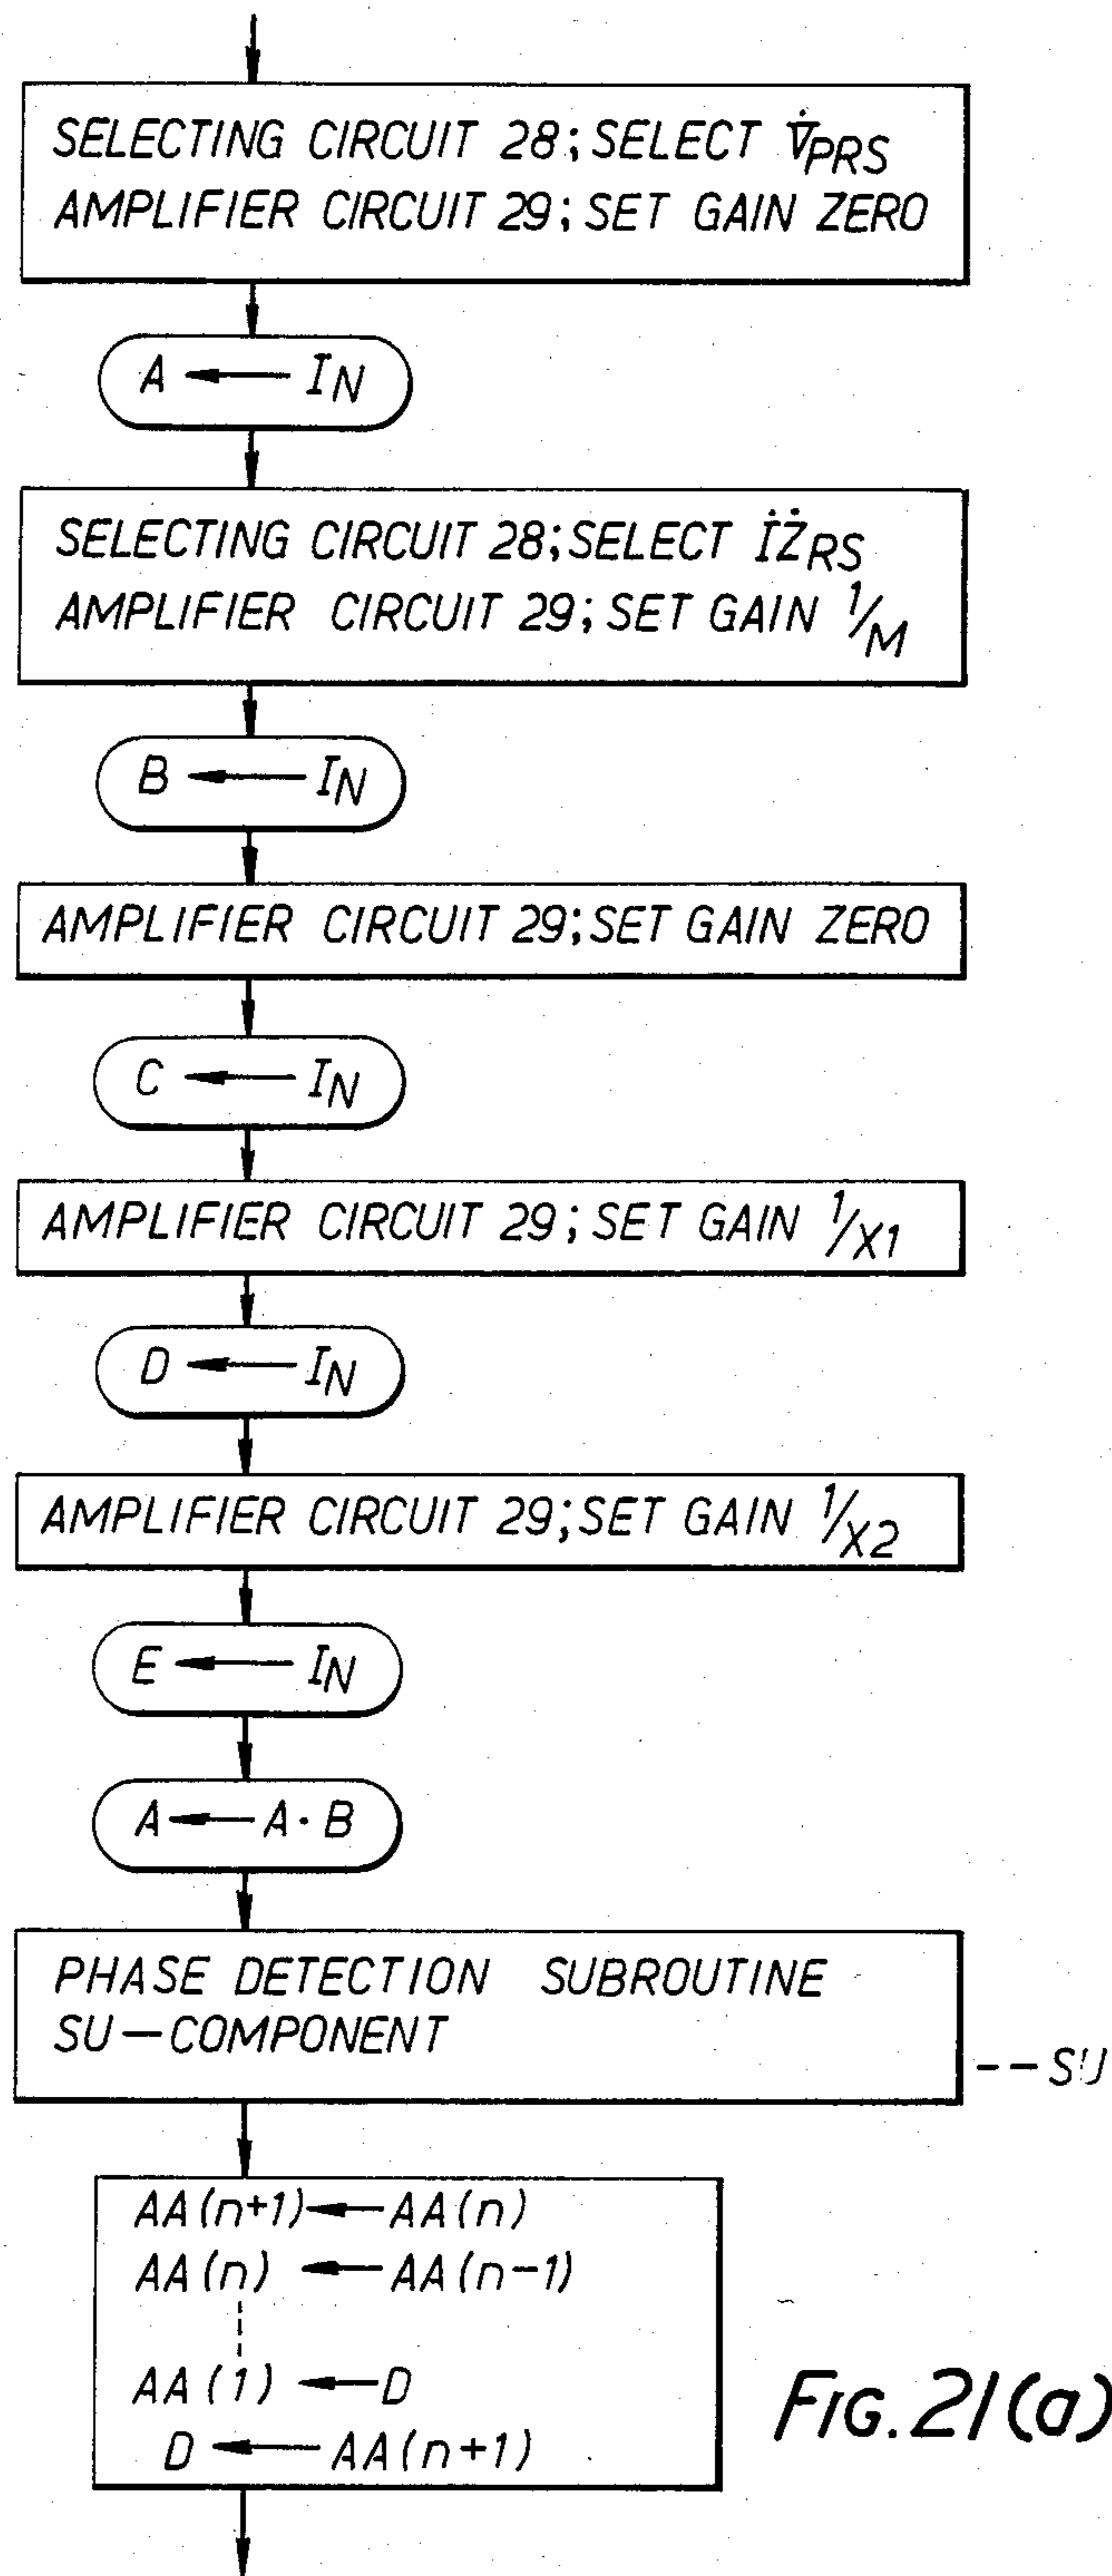 SELECTING CIRCUIT 28; SELECT V̇PRS
AMPLIFIER CIRCUIT 29; SET GAIN ZERO
A ← IN
SELECTING CIRCUIT 28; SELECT İŻRS
AMPLIFIER CIRCUIT 29; SET GAIN 1/M
B ← IN
AMPLIFIER CIRCUIT 29; SET GAIN ZERO
C ← IN
AMPLIFIER CIRCUIT 29; SET GAIN 1/X1
D ← IN
AMPLIFIER CIRCUIT 29; SET GAIN 1/X2
E ← IN
A ← A · B
PHASE DETECTION SUBROUTINE
SU-COMPONENT
-- SU
AA(n+1) ← AA(n)
AA(n) ← AA(n-1)
AA(1) ← D
D ← AA(n+1)
FIG. 21(a)